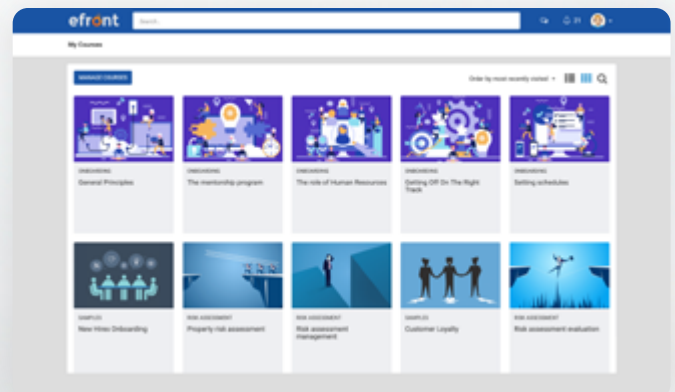 efront
Search...
21
My Courses
MANAGE COURSES
Order by most recently visited
ONBOARDING
General Principles
ONBOARDING
The mentorship program
ONBOARDING
The role of Human Resources
ONBOARDING
Getting Off On The Right
Track
ONBOARDING
Setting schedules
SAMPLES
New Hires Onboarding
RISK ASSESSMENT
Property risk assessment
RISK ASSESSMENT
Risk assessment
management
SAMPLES
Customer Loyalty
RISK ASSESSMENT
Risk assessment evaluation